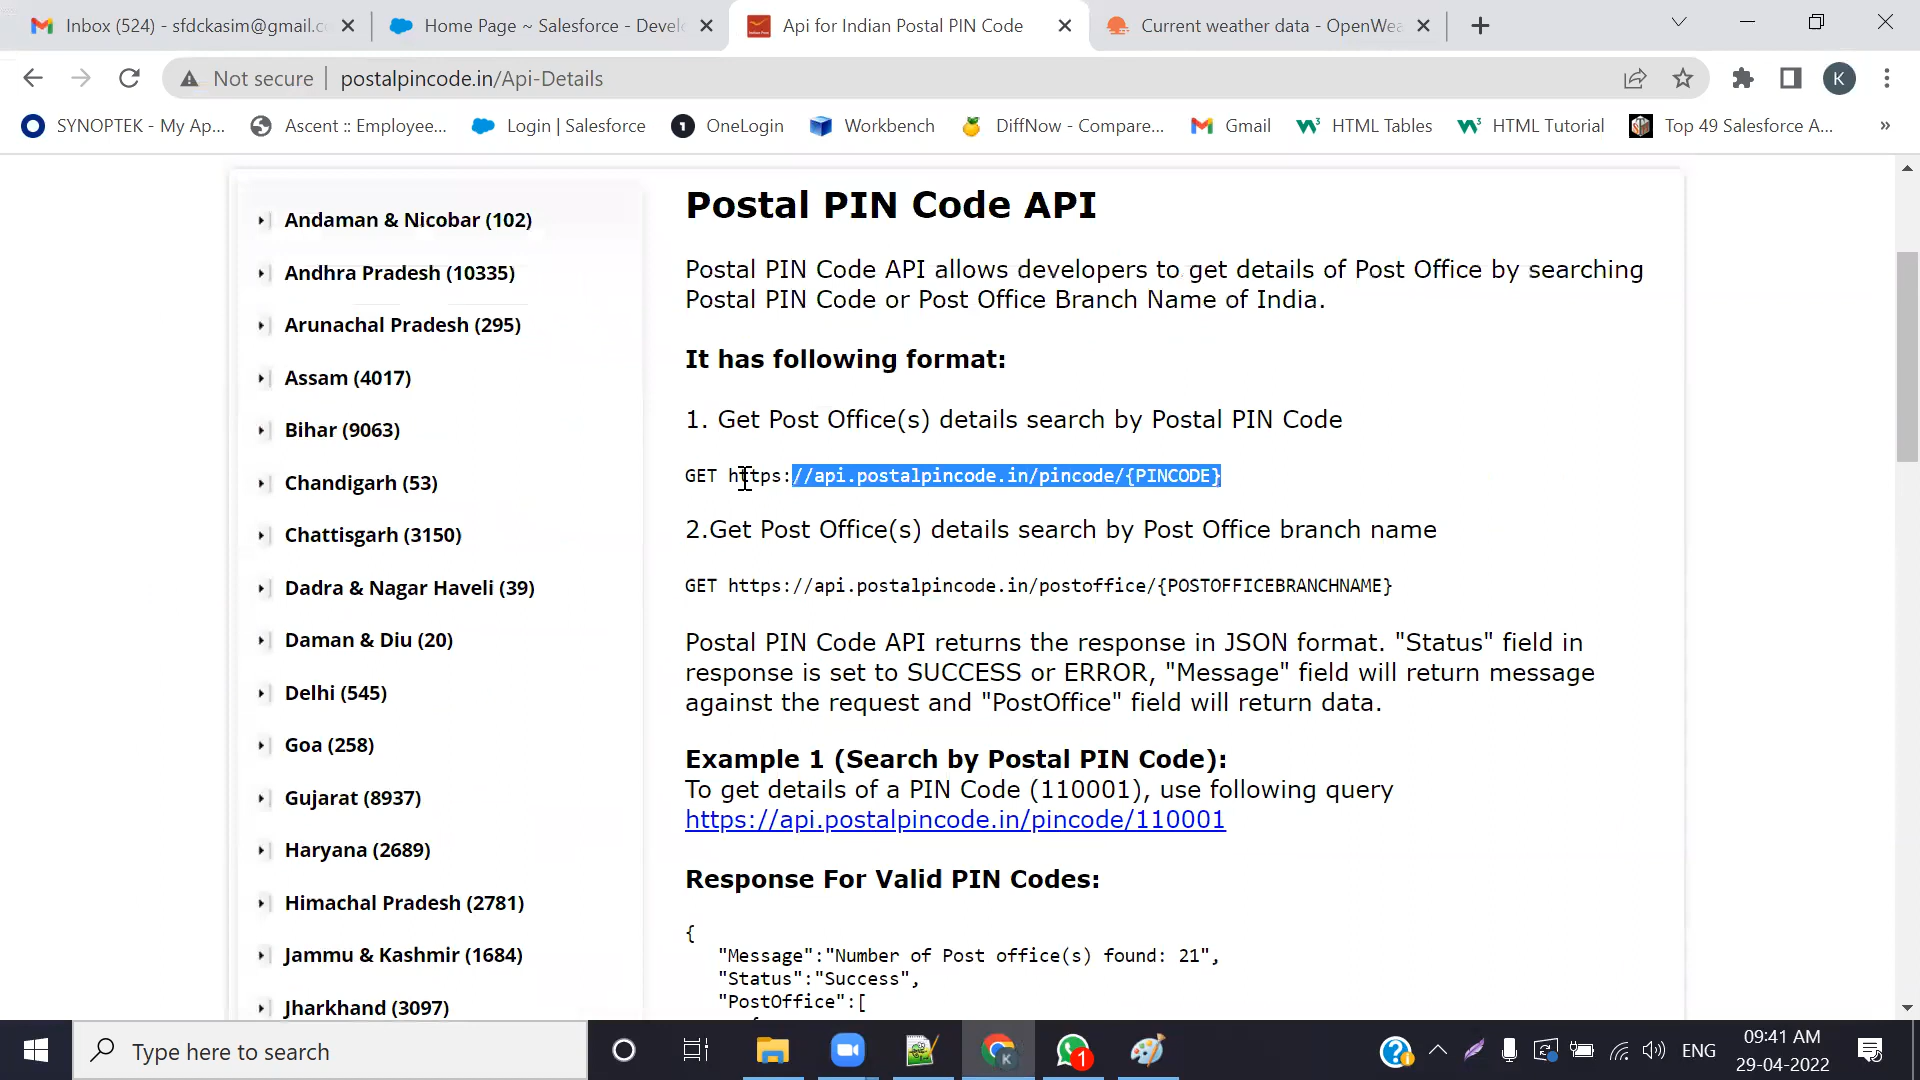 Inbox (524) - sfdckasim@gmail.c
Home Page ~ Salesforce - Devel
Api for Indian Postal PIN Code
Current weather data - OpenWea
Not secure
postalpincode.in/Api-Details
K
SYNOPTEK - My Ap...
Ascent :: Employee...
Login | Salesforce
OneLogin
Workbench
DiffNow - Compare...
Gmail
HTML Tables
HTML Tutorial
Top 49 Salesforce A...
»
Andaman & Nicobar (102)
Andhra Pradesh (10335)
Arunachal Pradesh (295)
Assam (4017)
Bihar (9063)
Chandigarh (53)
Chattisgarh (3150)
Dadra & Nagar Haveli (39)
Daman & Diu (20)
Delhi (545)
Goa (258)
Gujarat (8937)
Haryana (2689)
Himachal Pradesh (2781)
Jammu & Kashmir (1684)
Jharkhand (3097)
Postal PIN Code API
Postal PIN Code API allows developers to get details of Post Office by searching
Postal PIN Code or Post Office Branch Name of India.
It has following format:
1. Get Post Office(s) details search by Postal PIN Code
GET https://api.postalpincode.in/pincode/{PINCODE}
2.Get Post Office(s) details search by Post Office branch name
GET https://api.postalpincode.in/postoffice/{POSTOFFICEBRANCHNAME}
Postal PIN Code API returns the response in JSON format. "Status" field in
response is set to SUCCESS or ERROR, "Message" field will return message
against the request and "PostOffice" field will return data.
Example 1 (Search by Postal PIN Code):
To get details of a PIN Code (110001), use following query
https://api.postalpincode.in/pincode/110001
Response For Valid PIN Codes:
{
"Message":"Number of Post office(s) found: 21",
"Status":"Success",
"PostOffice":[
Type here to search
1
ENG
09:41 AM
29-04-2022